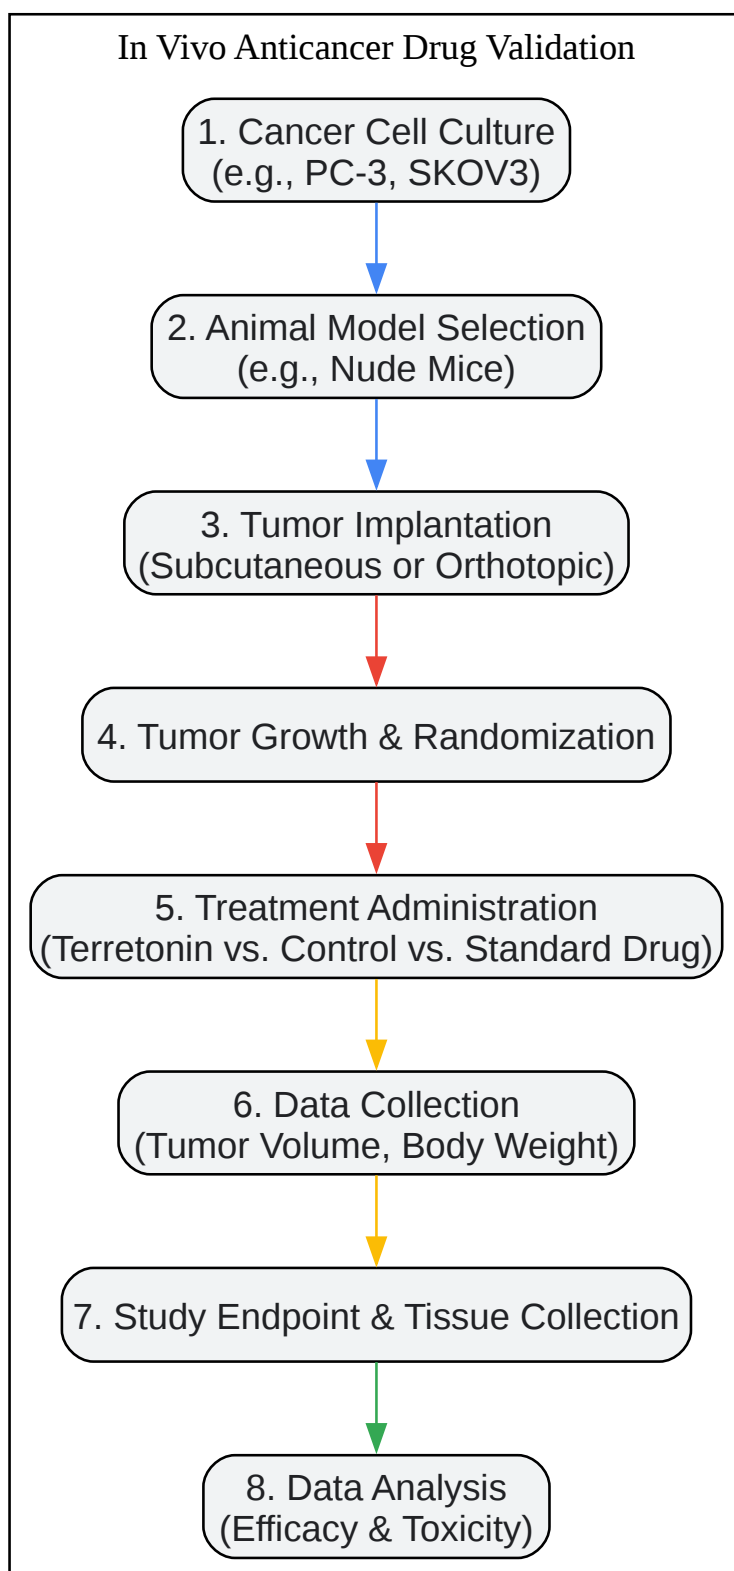 In Vivo Anticancer Drug Validation
1. Cancer Cell Culture
(e.g., PC-3, SKOV3)
2. Animal Model Selection
(e.g., Nude Mice)
3. Tumor Implantation
(Subcutaneous or Orthotopic)
4. Tumor Growth & Randomization
5. Treatment Administration
(Terretonin vs. Control vs. Standard Drug)
6. Data Collection
(Tumor Volume, Body Weight)
7. Study Endpoint & Tissue Collection
8. Data Analysis
(Efficacy & Toxicity)